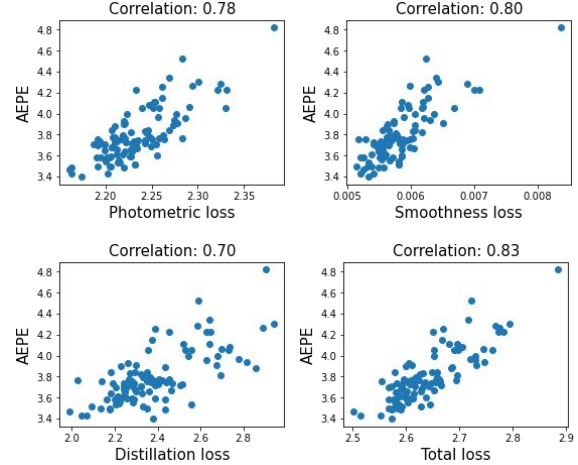 Correlation: 0.78
4.8
4.6
4.4
4.2
4.0
3.8
3.6
3.4
AEPE
2.20 2.25 2.30 2.35
Photometric loss
Correlation: 0.80
4.8
4.6
4.4
4.2
4.0
3.8
3.6
3.4
AEPE
0.005 0.006 0.007 0.008
Smoothness loss
Correlation: 0.70
4.8
4.6
4.4
4.2
4.0
3.8
3.6
3.4
AEPE
2.0 2.2 2.4 2.6 2.8
Distillation loss
Correlation: 0.83
4.8
4.6
4.4
4.2
4.0
3.8
3.6
3.4
AEPE
2.5 2.6 2.7 2.8 2.9
Total loss